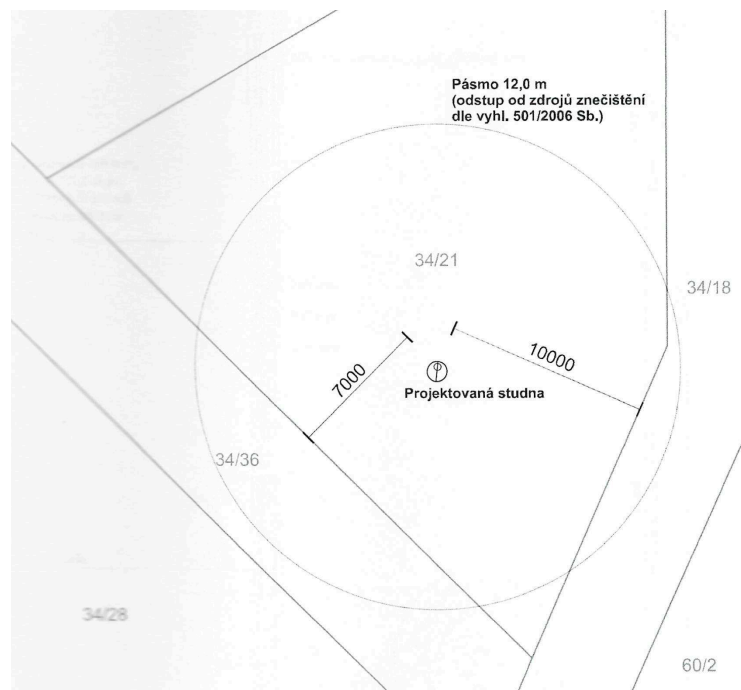 Pásmo 12,0 m
(odstup od zdrojů znečištění
dle vyhl. 501/2006 Sb.)
34/21
34/18
7000
10000
Projektovaná studna
34/36
34/28
60/2